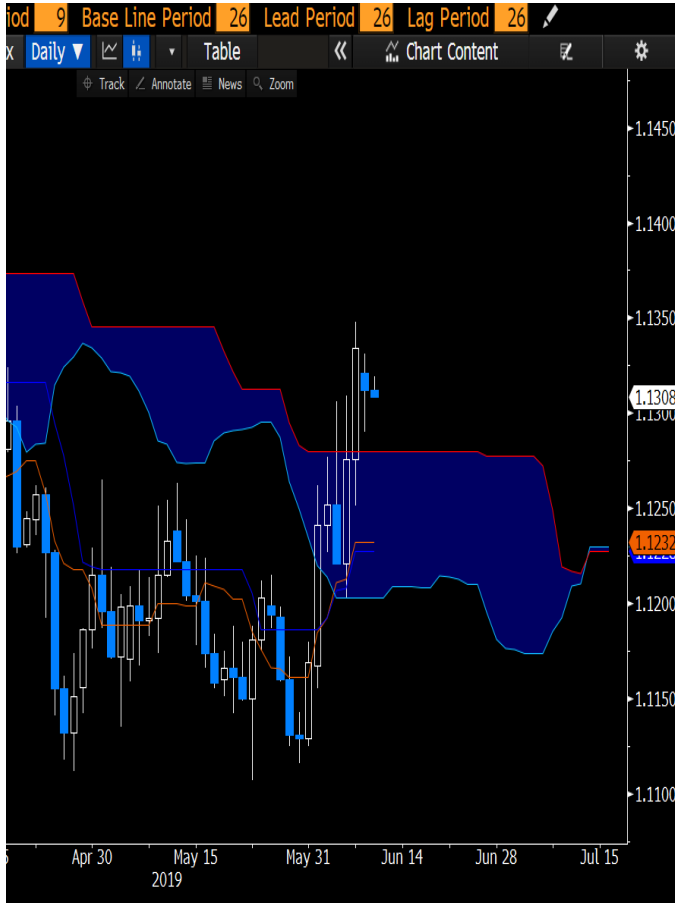 iod 9 Base Line Period 26 Lead Period 26 Lag Period 26
x Daily ▼ Table « Chart Content
Track Annotate News Zoom
1.1450
1.1400
1.1350
1.1308
1.1300
1.1250
1.1232
1.1200
1.1150
1.1100
Apr 30 May 15 May 31 Jun 14 Jun 28 Jul 15
2019